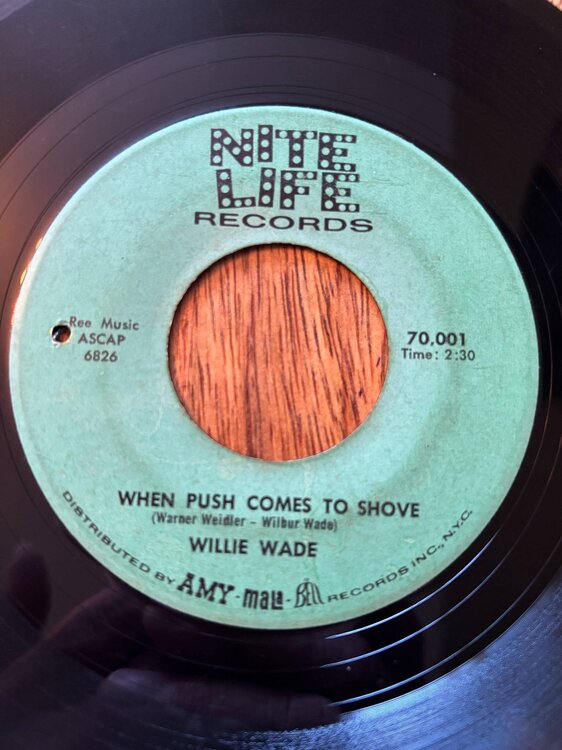 NITE
LIFE
RECORDS
Ree Music
ASCAP
6826
70.001
Time: 2:30
WHEN PUSH COMES TO SHOVE
(Warner Weidler - Wilbur Wade)
WILLIE WADE
DISTRIBUTED BY AMY - mala - BELL RECORDS INC., N.Y.C.